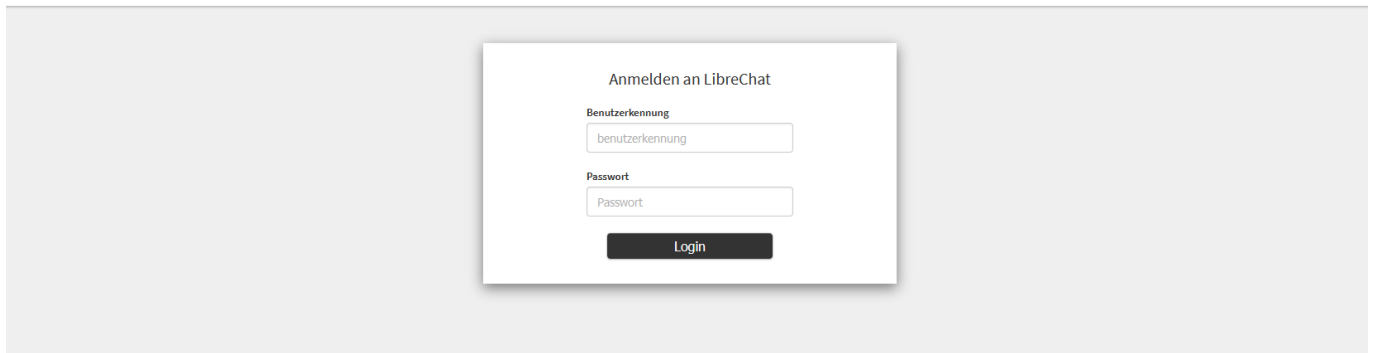 Anmelden an LibreChat
Benutzerkennung
benutzerkennung
Passwort
Passwort
Login